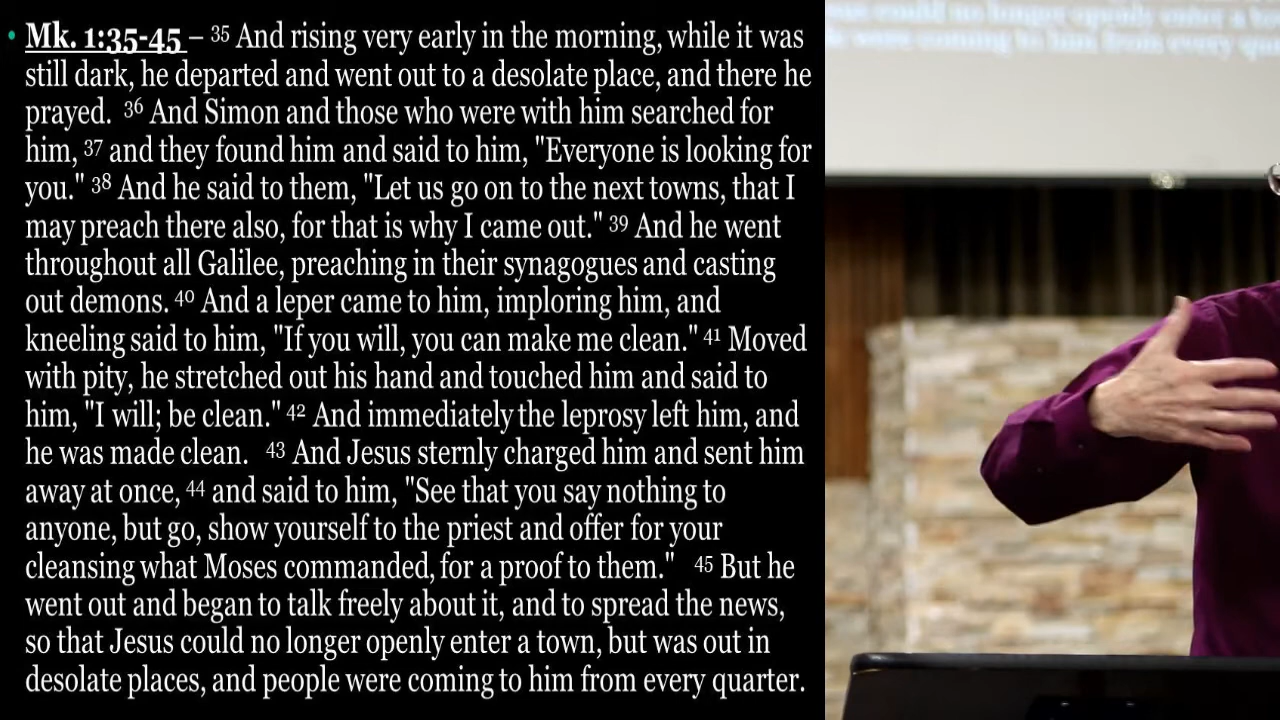 • Mk. 1:35-45 – 35 And rising very early in the morning, while it was
still dark, he departed and went out to a desolate place, and there he
prayed. 36 And Simon and those who were with him searched for
him, 37 and they found him and said to him, "Everyone is looking for
you." 38 And he said to them, "Let us go on to the next towns, that I
may preach there also, for that is why I came out." 39 And he went
throughout all Galilee, preaching in their synagogues and casting
out demons. 40 And a leper came to him, imploring him, and
kneeling said to him, "If you will, you can make me clean." 41 Moved
with pity, he stretched out his hand and touched him and said to
him, "I will; be clean." 42 And immediately the leprosy left him, and
he was made clean. 43 And Jesus sternly charged him and sent him
away at once, 44 and said to him, "See that you say nothing to
anyone, but go, show yourself to the priest and offer for your
cleansing what Moses commanded, for a proof to them." 45 But he
went out and began to talk freely about it, and to spread the news,
so that Jesus could no longer openly enter a town, but was out in
desolate places, and people were coming to him from every quarter.
could no longer openly enter a
were coming to him from every